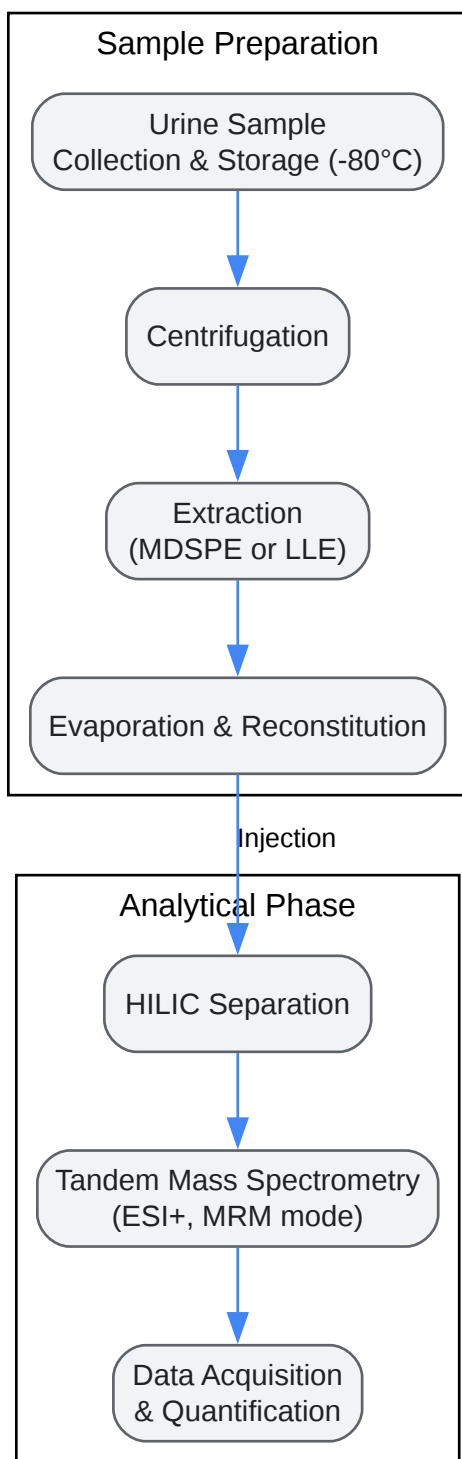 Sample Preparation
Urine Sample
Collection & Storage (-80°C)
Centrifugation
Extraction
(MDSPE or LLE)
Evaporation & Reconstitution
Injection
Analytical Phase
HILIC Separation
Tandem Mass Spectrometry
(ESI+, MRM mode)
Data Acquisition
& Quantification